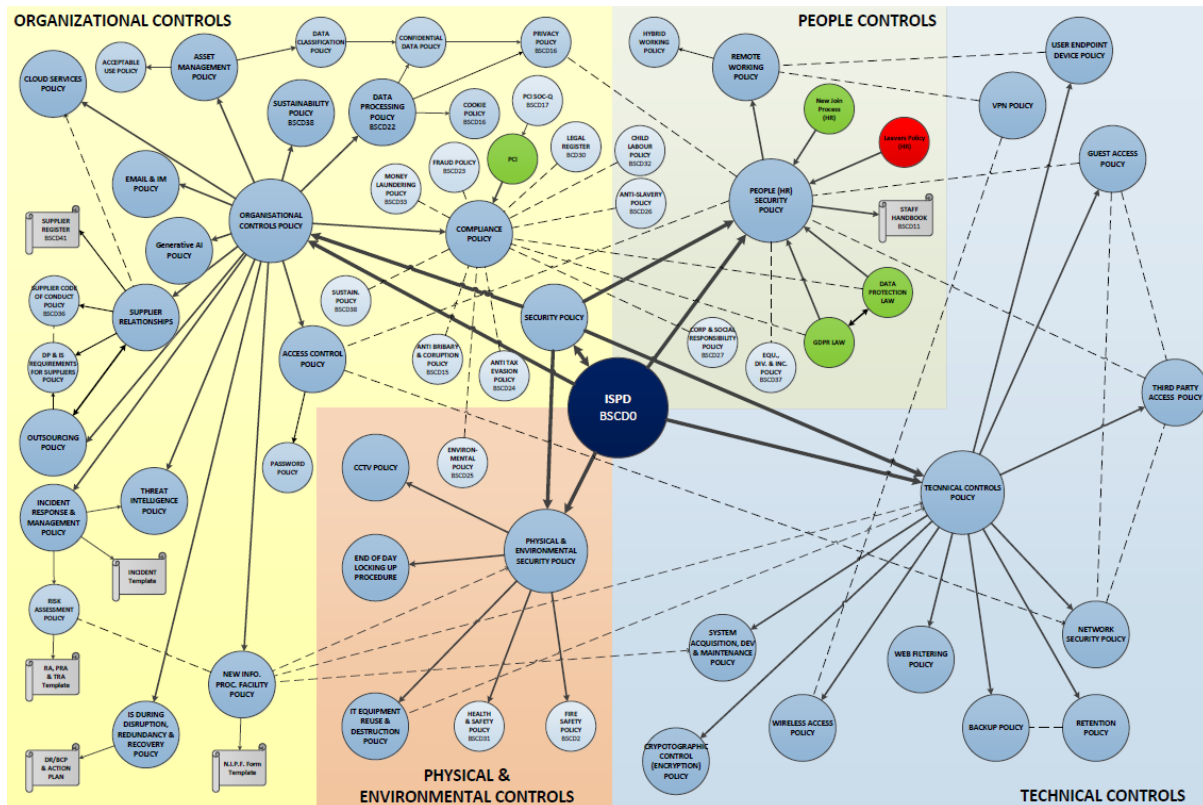 ORGANIZATIONAL CONTROLS
PEOPLE CONTROLS
CLOUD SERVICES
POLICY
ACCEPTABLE
USE POLICY
ASSET
MANAGEMENT
POLICY
DATA
CLASSIFICATION
POLICY
CONFIDENTIAL
DATA POLICY
PRIVACY
POLICY
BSCD16
SUSTAINABILITY
POLICY
BSCD38
DATA
PROCESSING
POLICY
BSCD22
COOKIE
POLICY
BSCD16
PCI SOC-Q
BSCD17
PCI
LEGAL
REGISTER
BCD30
FRAUD POLICY
BSCD23
MONEY
LAUNDERING
POLICY
BSCD33
CHILD
LABOUR
POLICY
BSCD32
ANTI-SLAVERY
POLICY
BSCD26
EMAIL & IM
POLICY
ORGANISATIONAL
CONTROLS POLICY
COMPLIANCE
POLICY
SUPPLIER
REGISTER
BSCD41
Generative AI
POLICY
SUPPLIER CODE
OF CONDUCT
POLICY
BSCD36
SUPPLIER
RELATIONSHIPS
SUSTAIN.
POLICY
BSCD38
SECURITY POLICY
ACCESS CONTROL
POLICY
ANTI BRIBARY
& CORUPTION
POLICY
BSCD15
ANTI TAX
EVASION
POLICY
BSCD24
DP & IS
REQUIREMENTS
FOR SUPPLIERS
POLICY
OUTSOURCING
POLICY
PASSWORD
POLICY
ENVIRON-
MENTAL
POLICY
BSCD25
ISPD
BSCD0
INCIDENT
RESPONSE &
MANAGEMENT
POLICY
THREAT
INTELLIGENCE
POLICY
INCIDENT
Template
RISK
ASSESSMENT
POLICY
RA, PRA
& TRA
Template
NEW INFO.
PROC. FACILITY
POLICY
IS DURING
DISRUPTION,
REDUNDANCY &
RECOVERY
POLICY
DR/BCP
& ACTION
PLAN
N.I.P.F. Form
Template
HYBRID
WORKING
POLICY
REMOTE
WORKING
POLICY
New Join
Process
(HR)
Leavers Policy
(HR)
PEOPLE (HR)
SECURITY
POLICY
STAFF
HANDBOOK
BSCD11
DATA
PROTECTION
LAW
GDPR LAW
CORP & SOCIAL
RESPONSIBILITY
POLICY
BSCD27
EQU.,
DIV. & INC.
POLICY
BSCD37
USER ENDPOINT
DEVICE POLICY
VPN POLICY
GUEST ACCESS
POLICY
THIRD PARTY
ACCESS POLICY
TECNNICAL CONTROLS
POLICY
NETWORK
SECURITY POLICY
SYSTEM
ACQUISITION, DEV
& MAINTENANCE
POLICY
WEB FILTERING
POLICY
WIRELESS ACCESS
POLICY
BACKUP POLICY
RETENTION
POLICY
CRYPOTOGRAPHIC
CONTROL
(ENCRYPTION)
POLICY
CCTV POLICY
END OF DAY
LOCKING UP
PROCEDURE
PHYSICAL &
ENVIRONMENTAL
SECURITY POLICY
IT EQUIPMENT
REUSE &
DESTRUCTION
POLICY
HEALTH
& SAFETY
POLICY
BSCD31
FIRE
SAFETY
POLICY
BSCD2
PHYSICAL &
ENVIRONMENTAL CONTROLS
TECHNICAL CONTROLS